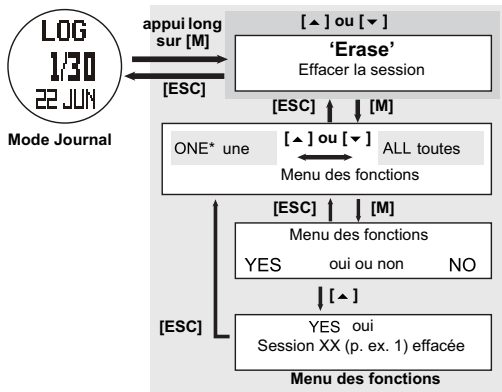 LOG
1/30
22 JUN
Mode Journal
appui long
sur [M]
[ESC]
[▲] ou [▼]
‘Erase’
Effacer la session
[ESC] [M]
ONE* une [▲] ou [▼] ALL toutes
Menu des fonctions
[ESC] [M]
Menu des fonctions
YES oui ou non NO
[▲]
[ESC]
YES oui
Session XX (p. ex. 1) effacée
Menu des fonctions